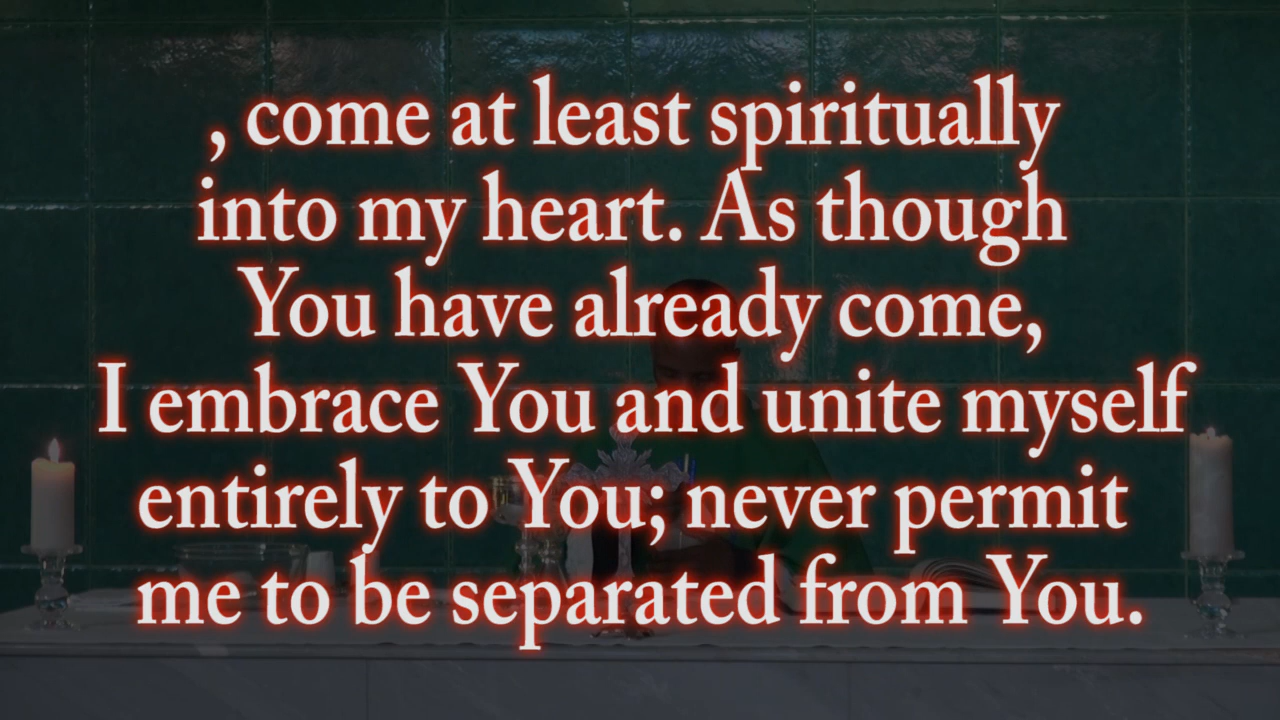 , come at least spiritually
into my heart. As though
You have already come,
I embrace You and unite myself
entirely to You; never permit
me to be separated from You.